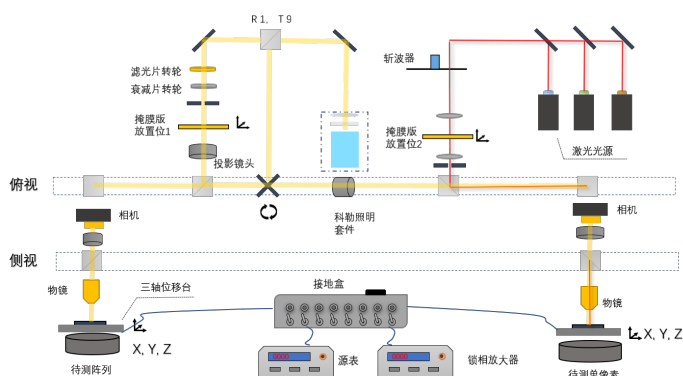 R1, T9
斩波器
滤光片转轮
衰减片转轮
掩膜版
放置位1
掩膜版
放置位2
投影镜头
激光光源
俯视
相机
科勒照明
套件
相机
侧视
物镜
三轴位移台
接地盒
物镜
X, Y, Z
X, Y, Z
源表
锁相放大器
待测阵列
待测单像素